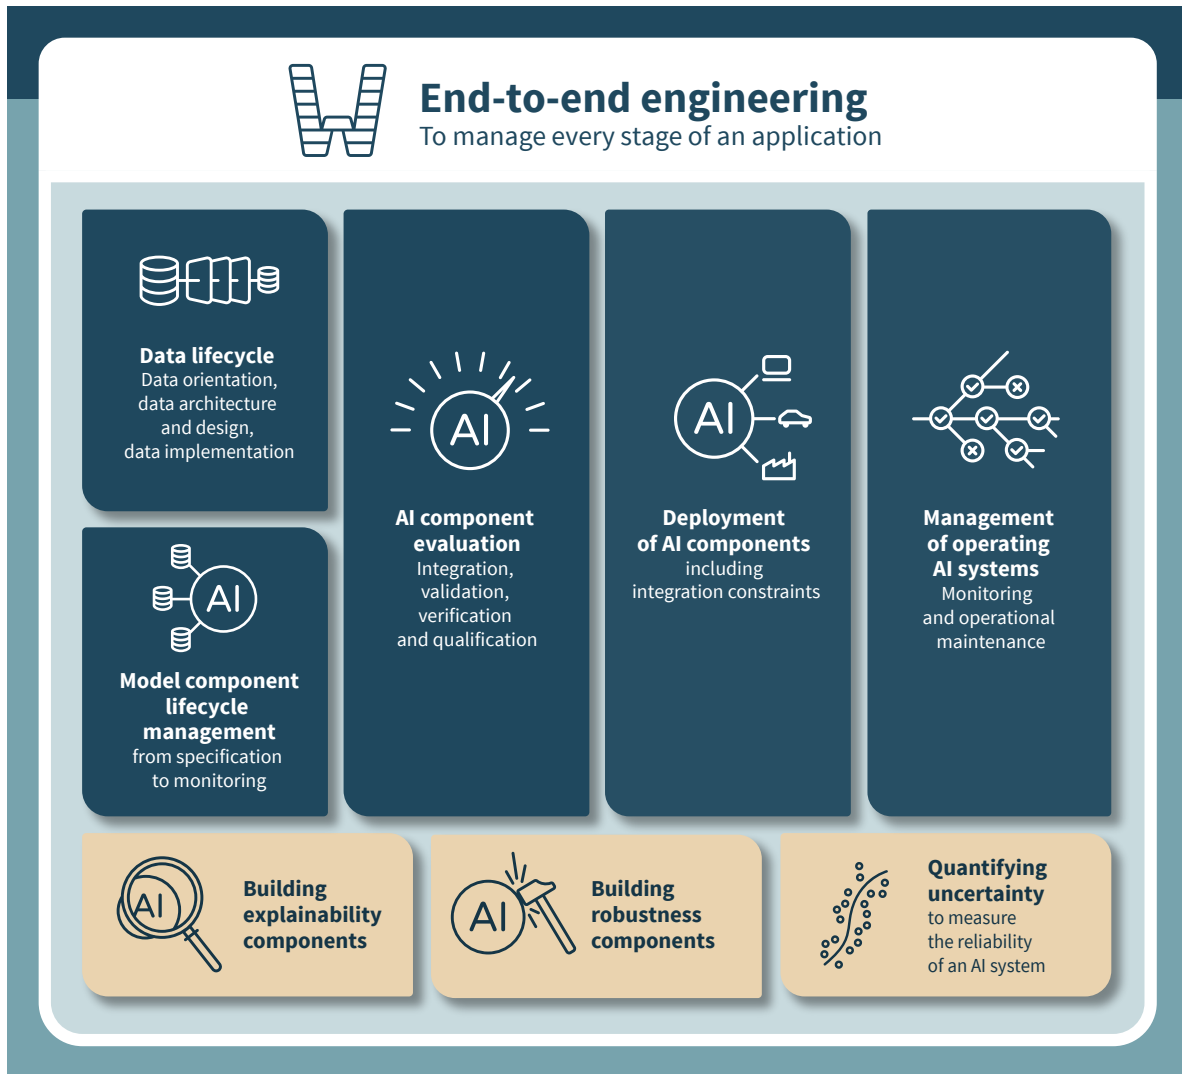 End-to-end engineering
To manage every stage of an application
Data lifecycle
Data orientation,
data architecture
and design,
data implementation
AI
Model component
lifecycle
management
from specification
to monitoring
AI
AI component
evaluation
Integration,
validation,
verification
and qualification
AI
Deployment
of AI components
including
integration constraints
Management
of operating
AI systems
Monitoring
and operational
maintenance
AI
Building
explainability
components
AI
Building
robustness
components
Quantifying
uncertainty
to measure
the reliability
of an AI system